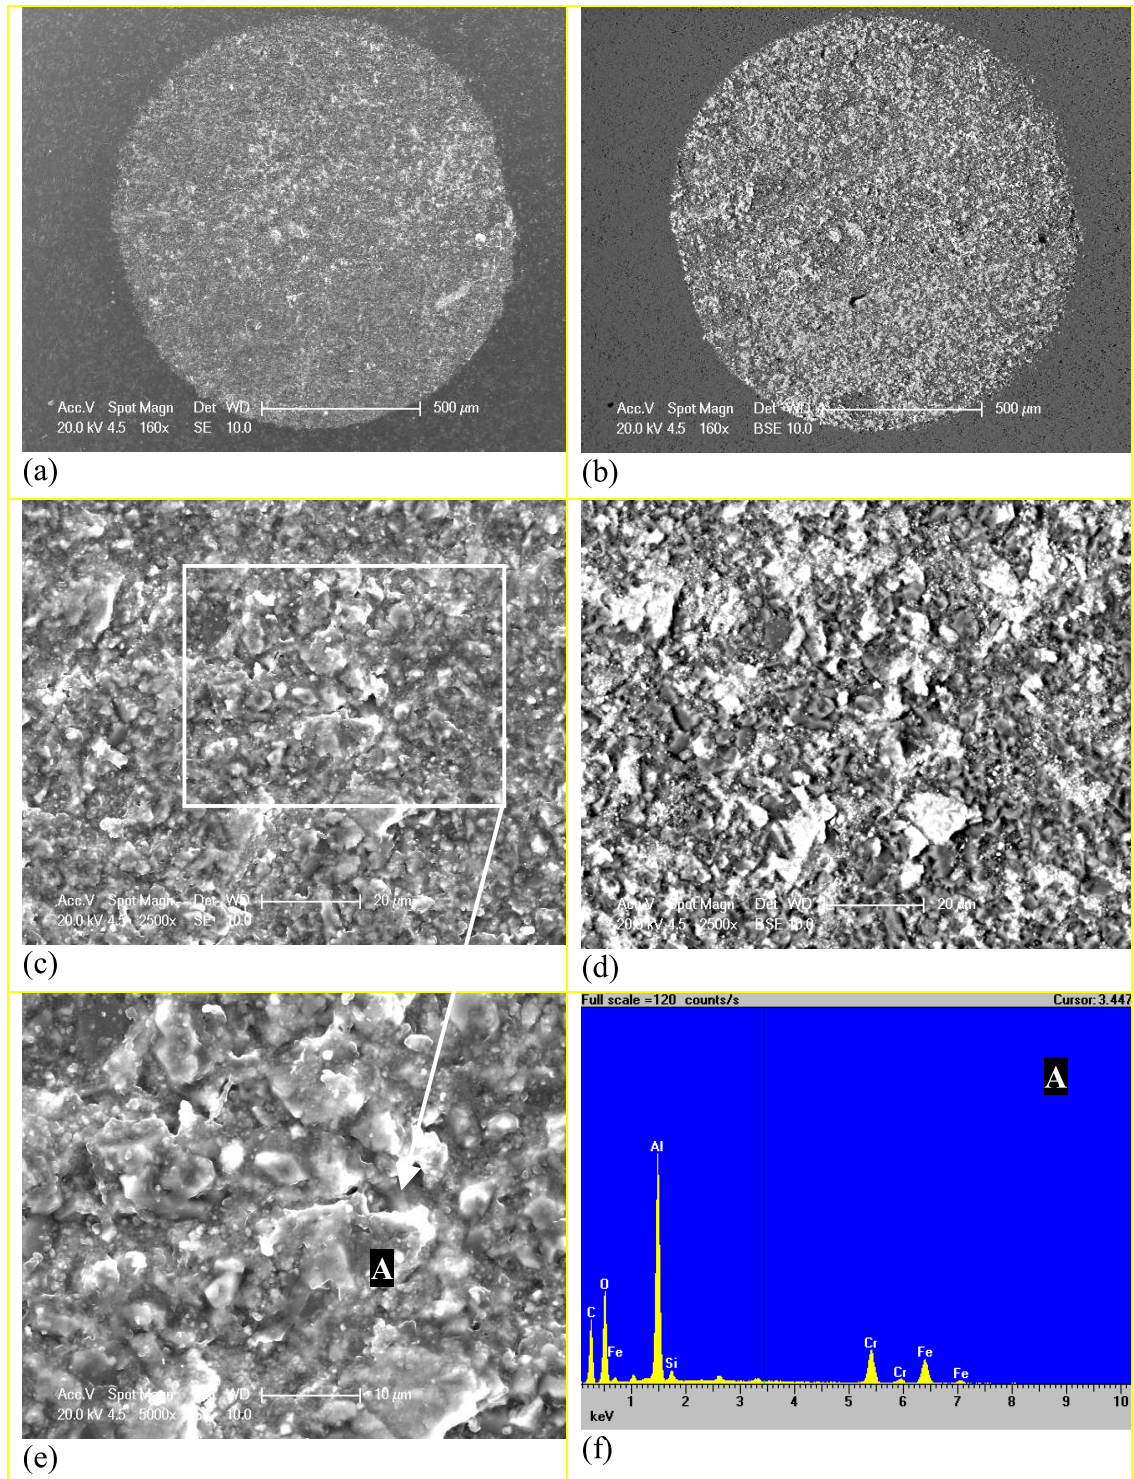 Acc.V Spot Magn Det WD 500 µm
20.0 kV 4.5 160x SE 10.0
(a)
Acc.V Spot Magn Det WD 500 µm
20.0 kV 4.5 160x BSE 10.0
(b)
Acc.V Spot Magn Det WD 20 µm
20.0 kV 4.5 2500x SE 10.0
(c)
Acc.V Spot Magn Det WD 20 µm
20.0 kV 4.5 2500x BSE 10.0
(d)
A
Acc.V Spot Magn WD 10 µm
20.0 kV 4.5 5000x 10.0
(e)
Full scale =120 counts/s Cursor: 3.447
A
Al
O
C
Fe
Si
Cr
Cr
Fe
Fe
1 2 3 4 5 6 7 8 9 10
keV
(f)